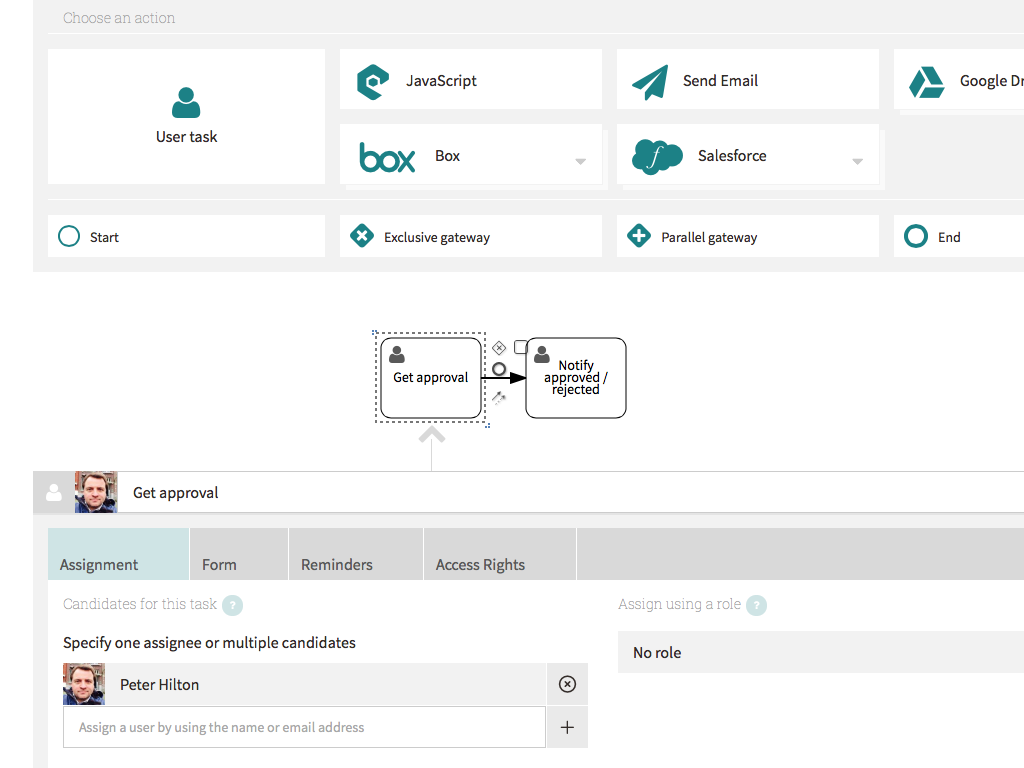 Choose an action
User task
JavaScript
Send Email
Google Dr
box Box
f Salesforce
Start
Exclusive gateway
Parallel gateway
End
Get approval
Notify
approved /
rejected
Get approval
Assignment
Form
Reminders
Access Rights
Candidates for this task ?
Assign using a role ?
Specify one assignee or multiple candidates
No role
Peter Hilton
Assign a user by using the name or email address